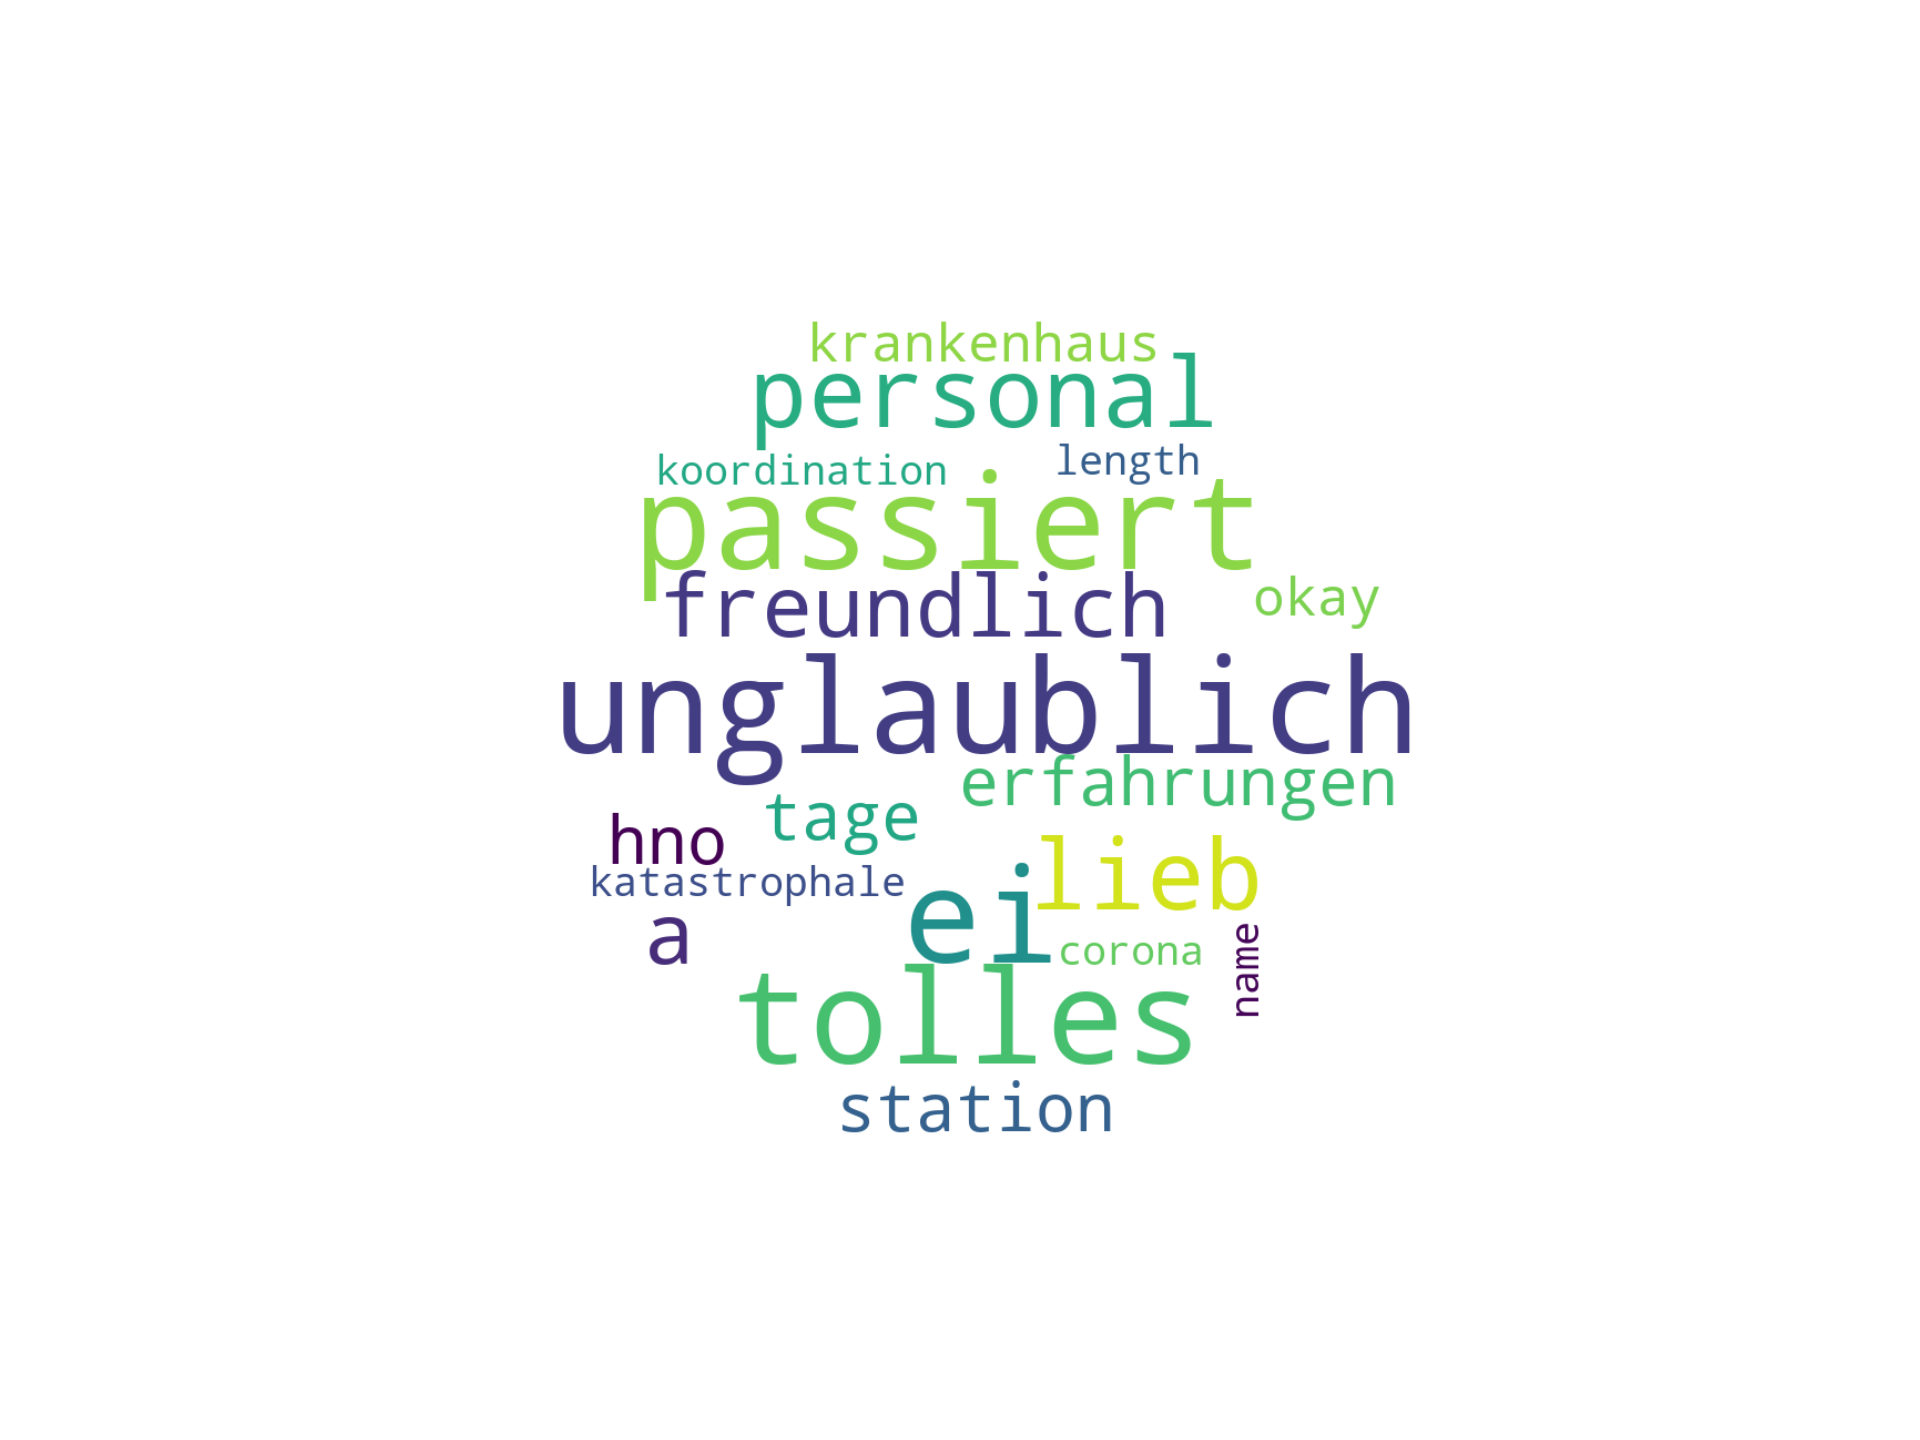 krankenhaus
personal
koordination
length
passiert
freundlich
okay
unglaublich
erfahrungen
tage
hno
lieb
katastrophale
ei
a
corona
name
tolles
station